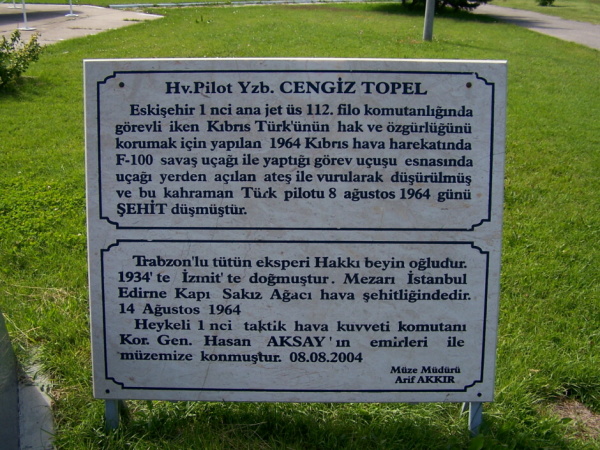 Hv.Pilot Yzb. CENGİZ TOPEL
Eskişehir 1 nci ana jet üs 112. filo komutanlığında
görevli iken Kıbrıs Türk'ünün hak ve özgürlüğünü
korumak için yapılan 1964 Kıbrıs hava harekatında
F-100 savaş uçağı ile yaptığı görev uçuşu esnasında
uçağı yerden açılan ateş ile vurularak düşürülmüş
ve bu kahraman Türk pilotu 8 ağustos 1964 günü
ŞEHİT düşmüştür.
Trabzon'lu tütün eksperi Hakkı beyin oğludur.
1934'te İzmit'te doğmuştur. Mezarı İstanbul
Edirne Kapı Sakız Ağacı hava şehitliğindedir.
14 Ağustos 1964
Heykeli 1 nci taktik hava kuvveti komutanı
Kor. Gen. Hasan AKSAY'ın emirleri ile
müzemize konmuştur. 08.08.2004
Müze Müdürü
Arif AKKIR